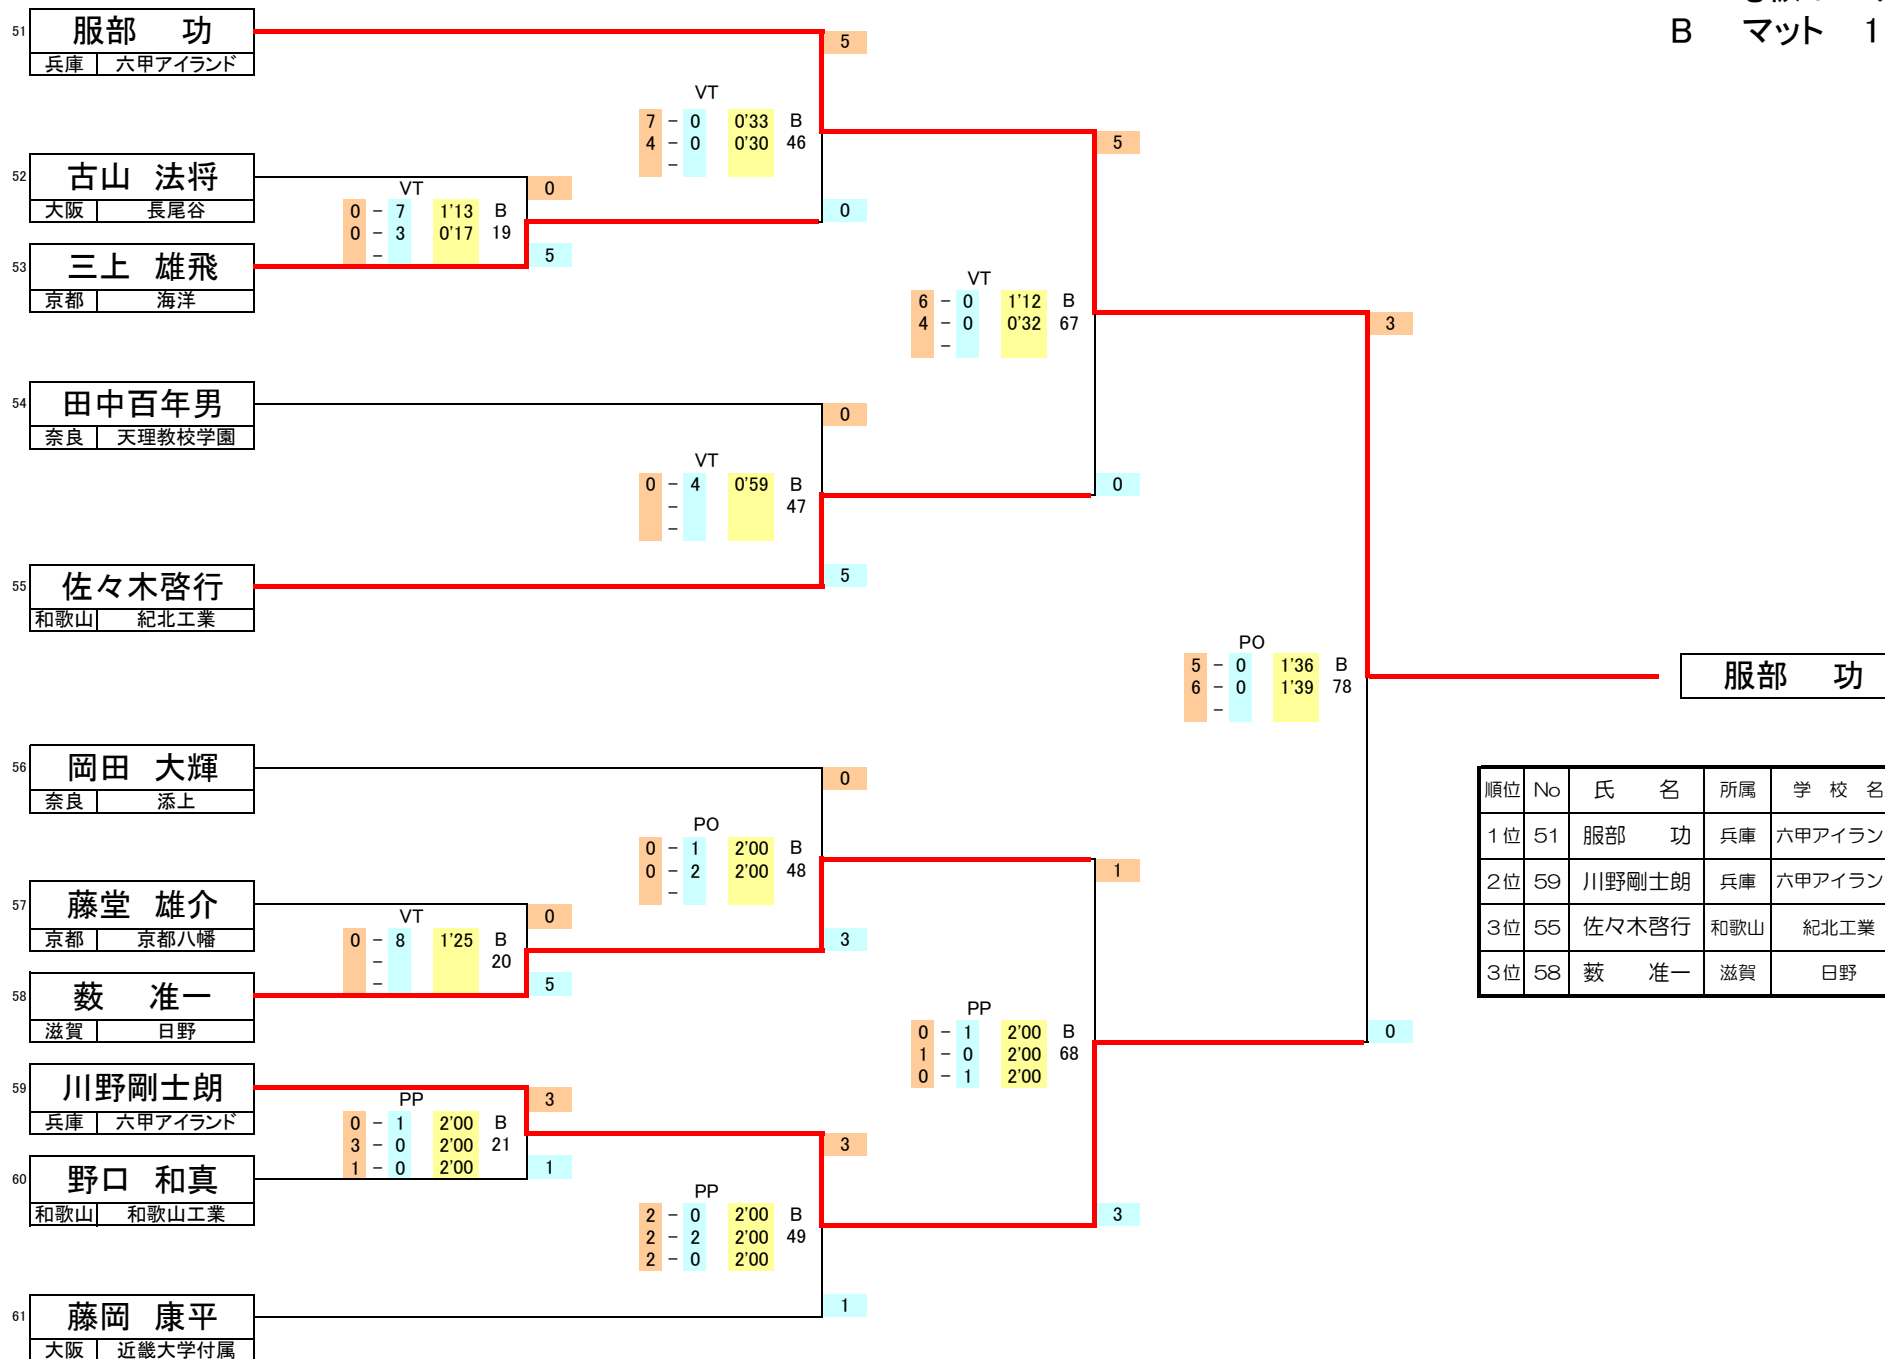 B マット 1
51 服部 功
兵庫 六甲アイランド
5
VT
7 - 0 0'33 B
4 - 0 0'30 46
-
5
52 古山 法将
大阪 長尾谷
VT
0
0 - 7 1'13 B
0 - 3 0'17 19
-
5
0
53 三上 雄飛
京都 海洋
VT
6 - 0 1'12 B
4 - 0 0'32 67
-
3
54 田中百年男
奈良 天理教校学園
0
VT
0 - 4 0'59 B
- 47
-
0
55 佐々木啓行
和歌山 紀北工業
5
PO
5 - 0 1'36 B
6 - 0 1'39 78
-
服部 功
56 岡田 大輝
奈良 添上
0
PO
0 - 1 2'00 B
0 - 2 2'00 48
-
1
57 藤堂 雄介
京都 京都八幡
VT
0
0 - 8 1'25 B
- 20
-
5
3
58 薮 准一
滋賀 日野
PP
0 - 1 2'00 B
1 - 0 2'00 68
0 - 1 2'00
0
59 川野剛士朗
兵庫 六甲アイランド
PP
3
0 - 1 2'00 B
3 - 0 2'00 21
1 - 0 2'00
1
3
60 野口 和真
和歌山 和歌山工業
PP
2 - 0 2'00 B
2 - 2 2'00 49
2 - 0 2'00
3
61 藤岡 康平
大阪 近畿大学付属
1
順位 No 氏 名 所属 学 校 名
1位 51 服部 功 兵庫 六甲アイラン
2位 59 川野剛士朗 兵庫 六甲アイラン
3位 55 佐々木啓行 和歌山 紀北工業
3位 58 薮 准一 滋賀 日野